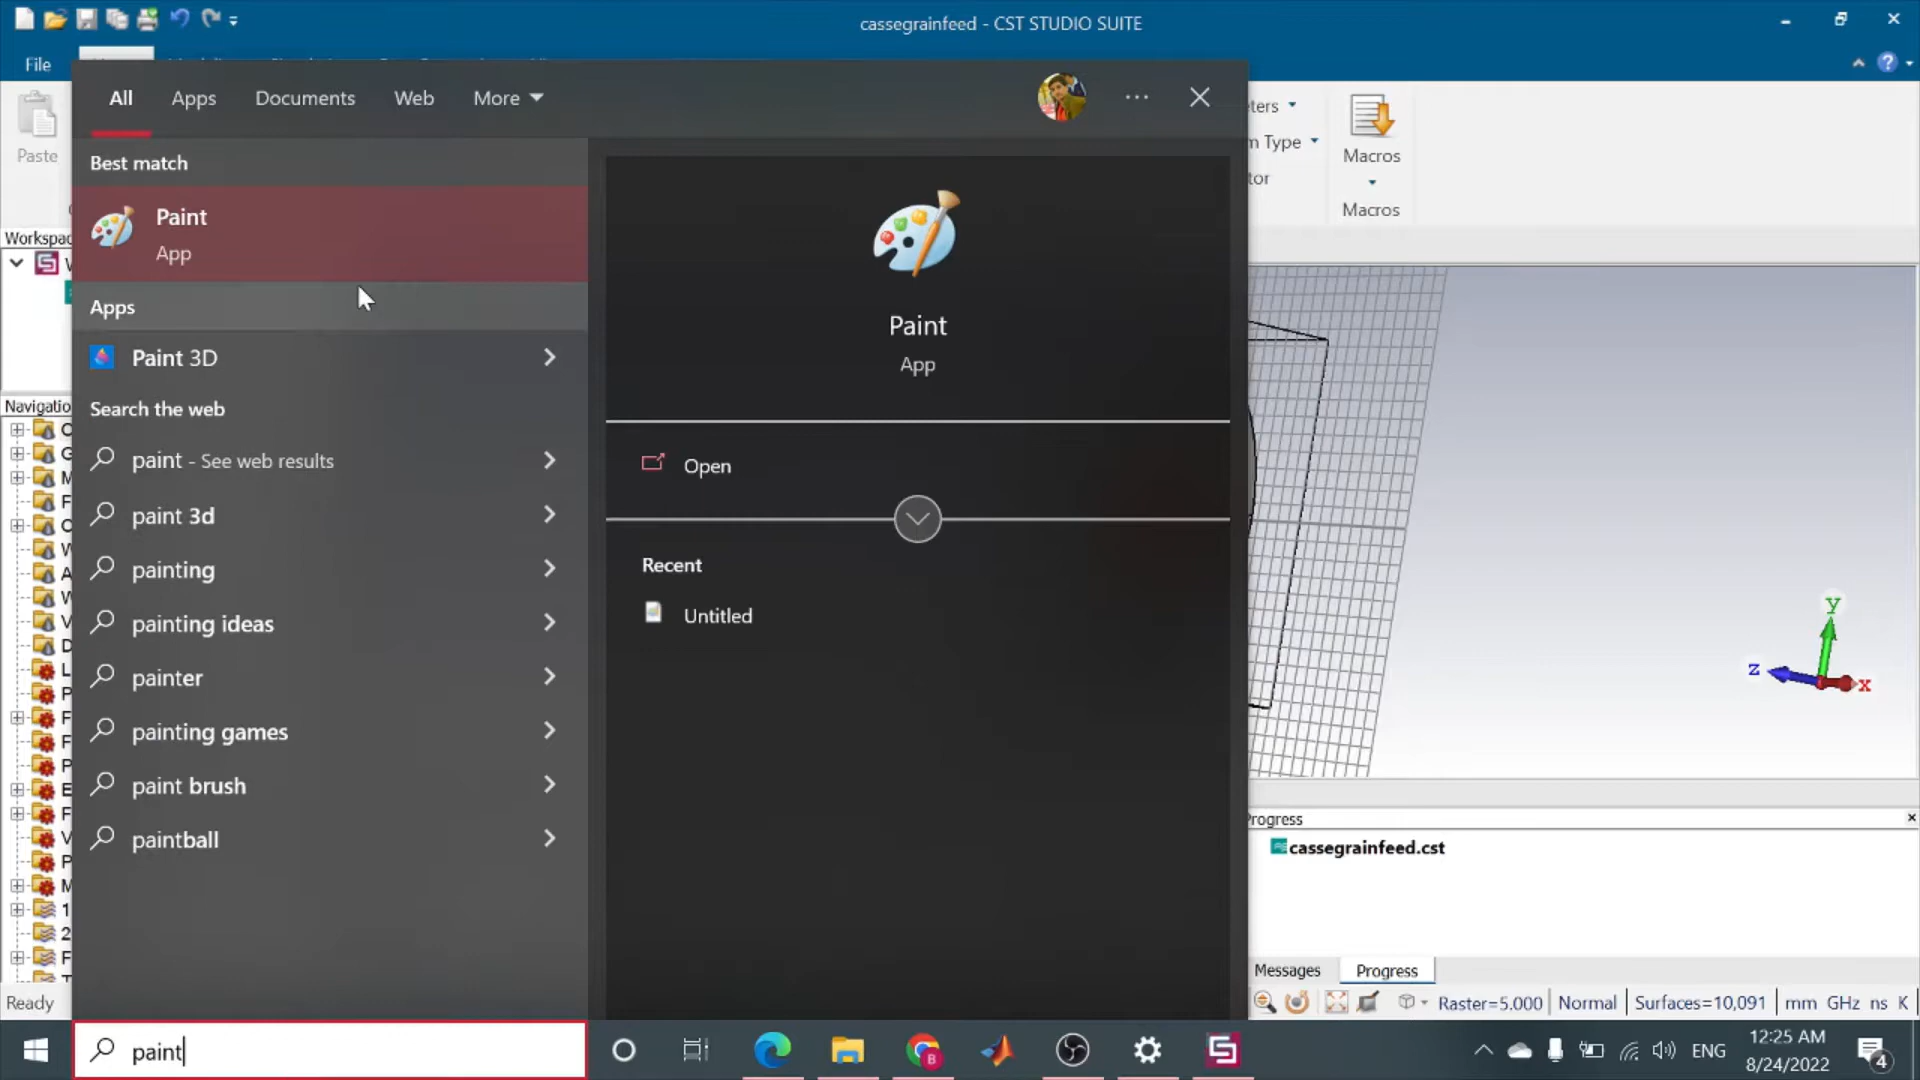 cassegrainfeed - CST STUDIO SUITE
File
All
Apps
Documents
Web
More
Paste
Macros
Macros
Best match
Paint
App
Apps
Paint 3D
Search the web
paint - See web results
paint 3d
painting
painting ideas
painter
painting games
paint brush
paintball
Paint
App
Open
Recent
Untitled
y
z
x
Progress
cassegrainfeed.cst
Messages
Progress
Ready
Raster=5.000
Normal
Surfaces=10,091
mm GHz ns K
paint
ENG
12:25 AM
8/24/2022
4